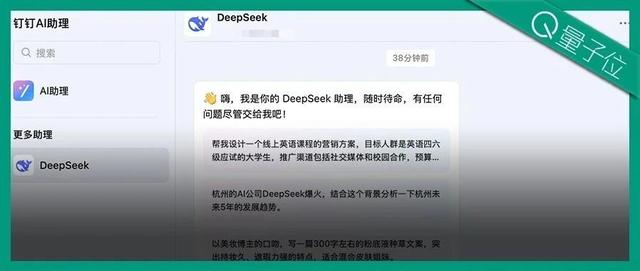 钉钉AI助理
搜索
AI助理
更多助理
DeepSeek
DeepSeek
38分钟前
👋 嗨，我是你的 DeepSeek 助理，随时待命，有任何
问题尽管交给我吧！
帮我设计一个线上英语课程的营销方案，目标人群是英语四六
级应试的大学生，推广渠道包括社交媒体和校园合作，预算...
杭州的AI公司DeepSeek爆火，结合这个背景分析一下杭州未
来5年的发展趋势。
以美妆博主的口吻，写一篇300字左右的粉底液种草文案，突
出持妆久、遮瑕力强的特点，适合混合皮肤姐妹。
量子位